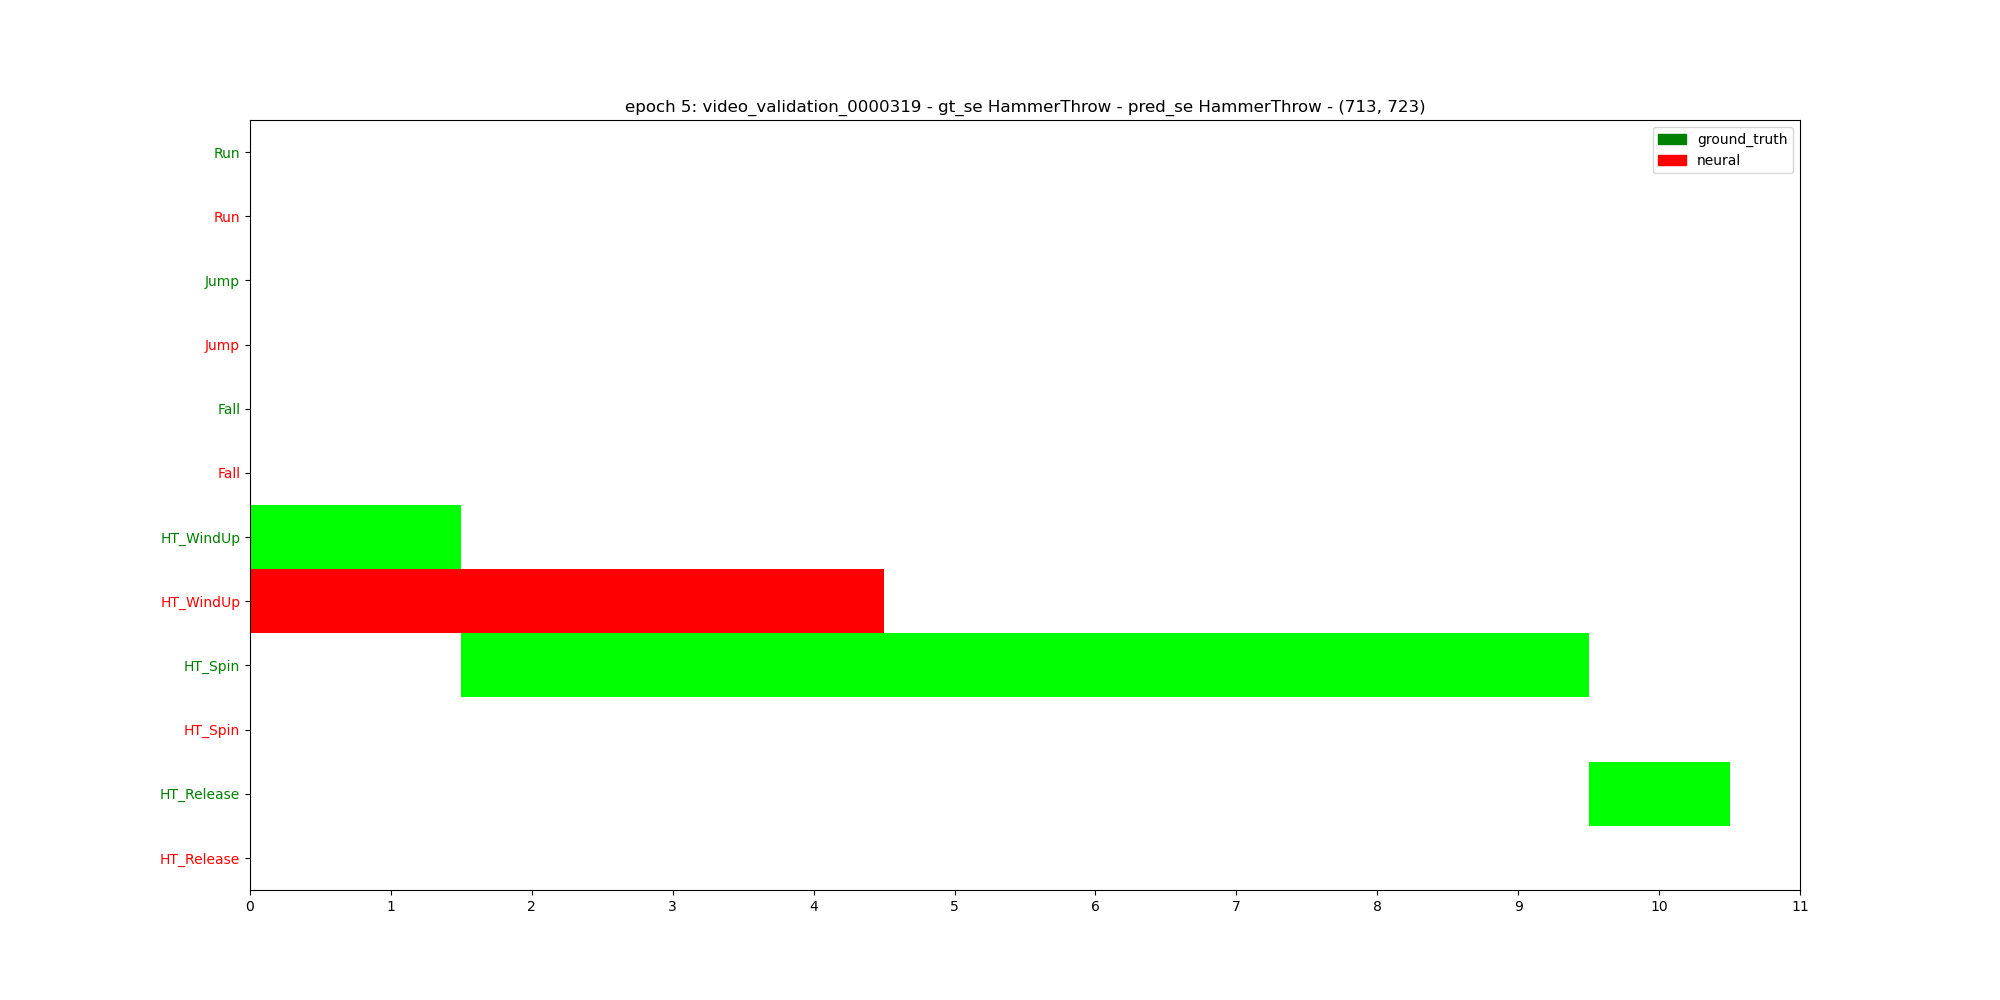 epoch 5: video_validation_0000319 - gt_se HammerThrow - pred_se HammerThrow - (713, 723)
ground_truth
neural
Run
Run
Jump
Jump
Fall
Fall
HT_WindUp
HT_WindUp
HT_Spin
HT_Spin
HT_Release
HT_Release
0 1 2 3 4 5 6 7 8 9 10 11